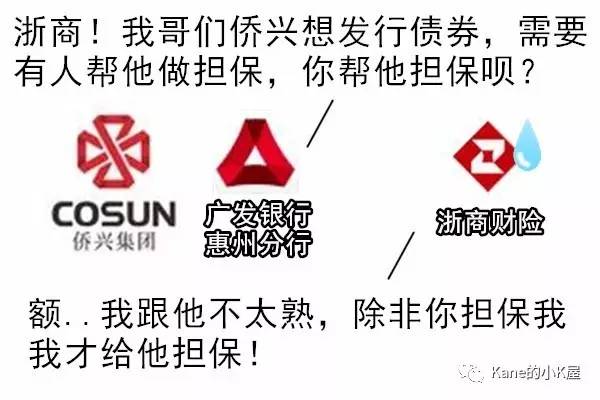 浙商！我哥们侨兴想发行债券，需要
有人帮他做担保，你帮他担保呗？
COSUN
侨兴集团
广发银行
惠州分行
浙商财险
额..我跟他不太熟，除非你担保我
我才给他担保！
Kane的小K屋